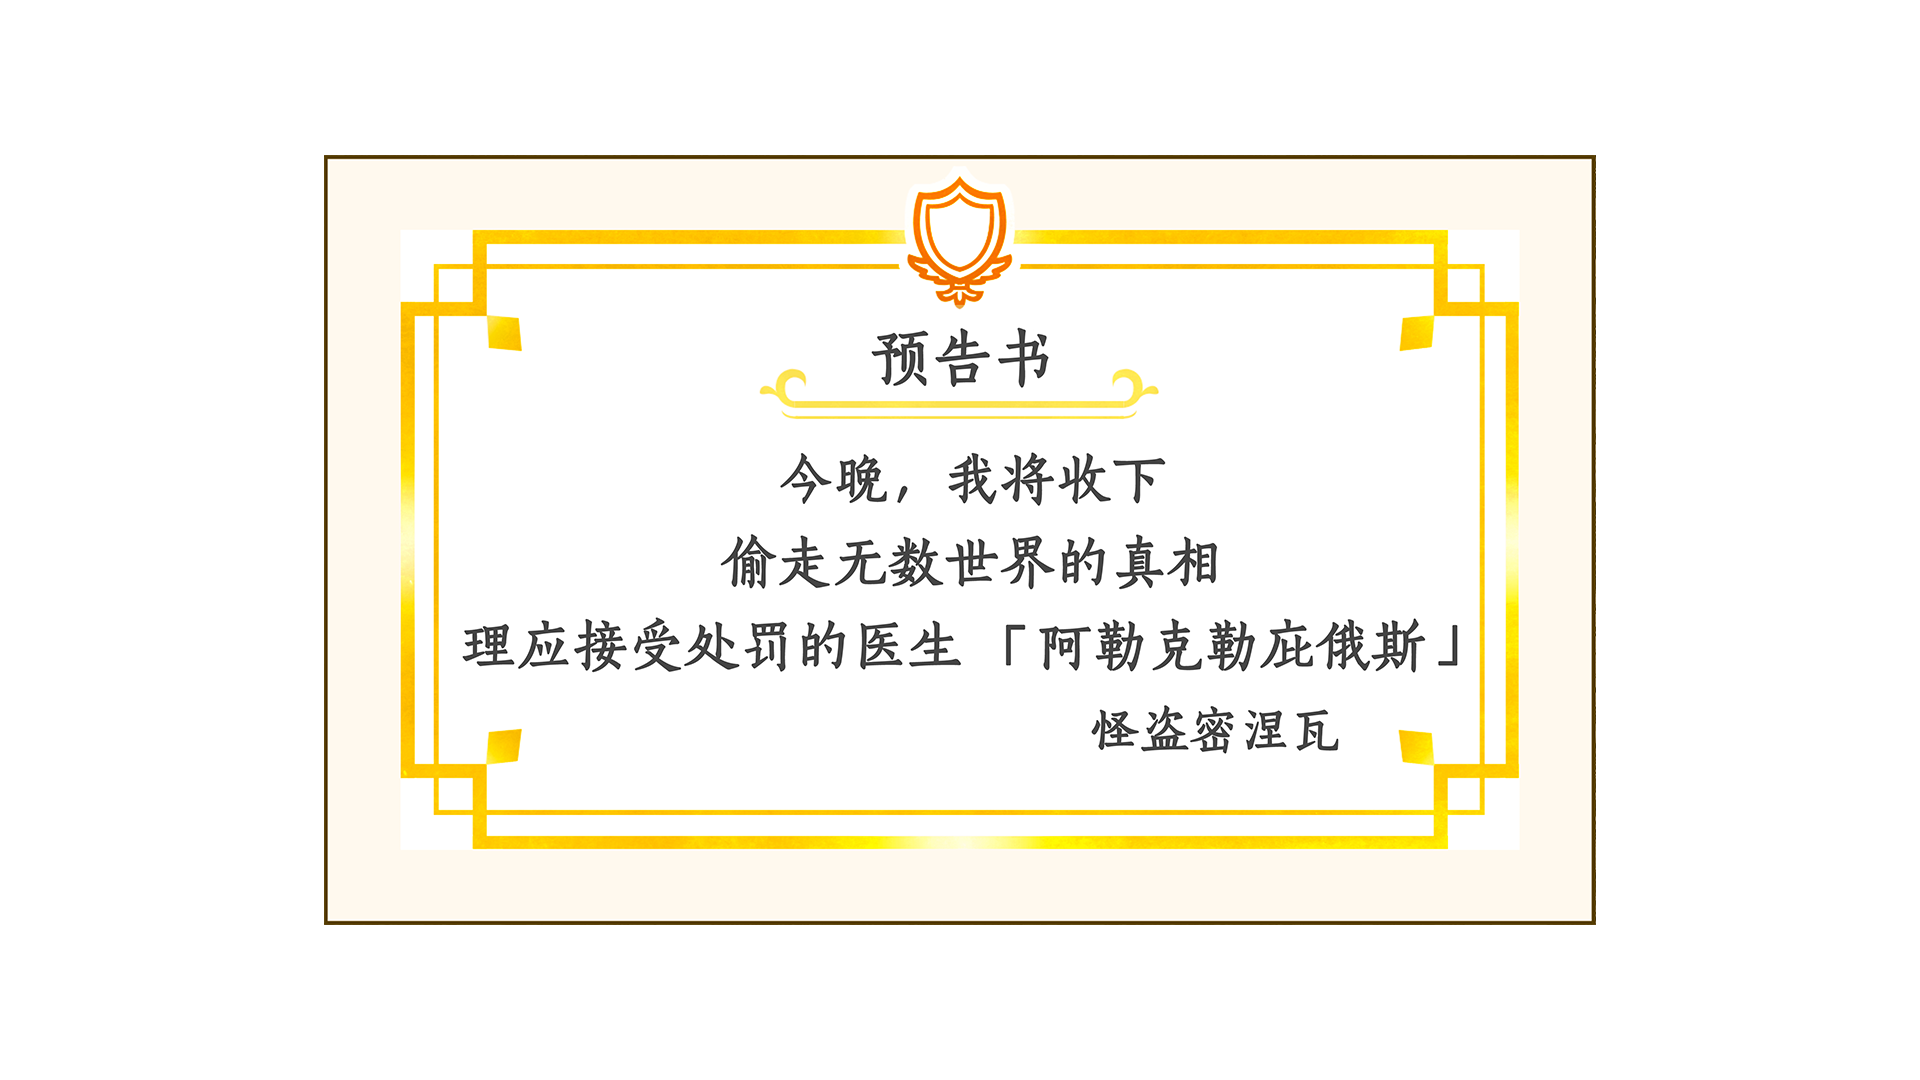 预告书
今晚，我将收下
偷走无数世界的真相
理应接受处罚的医生「阿勒克勒庇俄斯」
怪盗密涅瓦